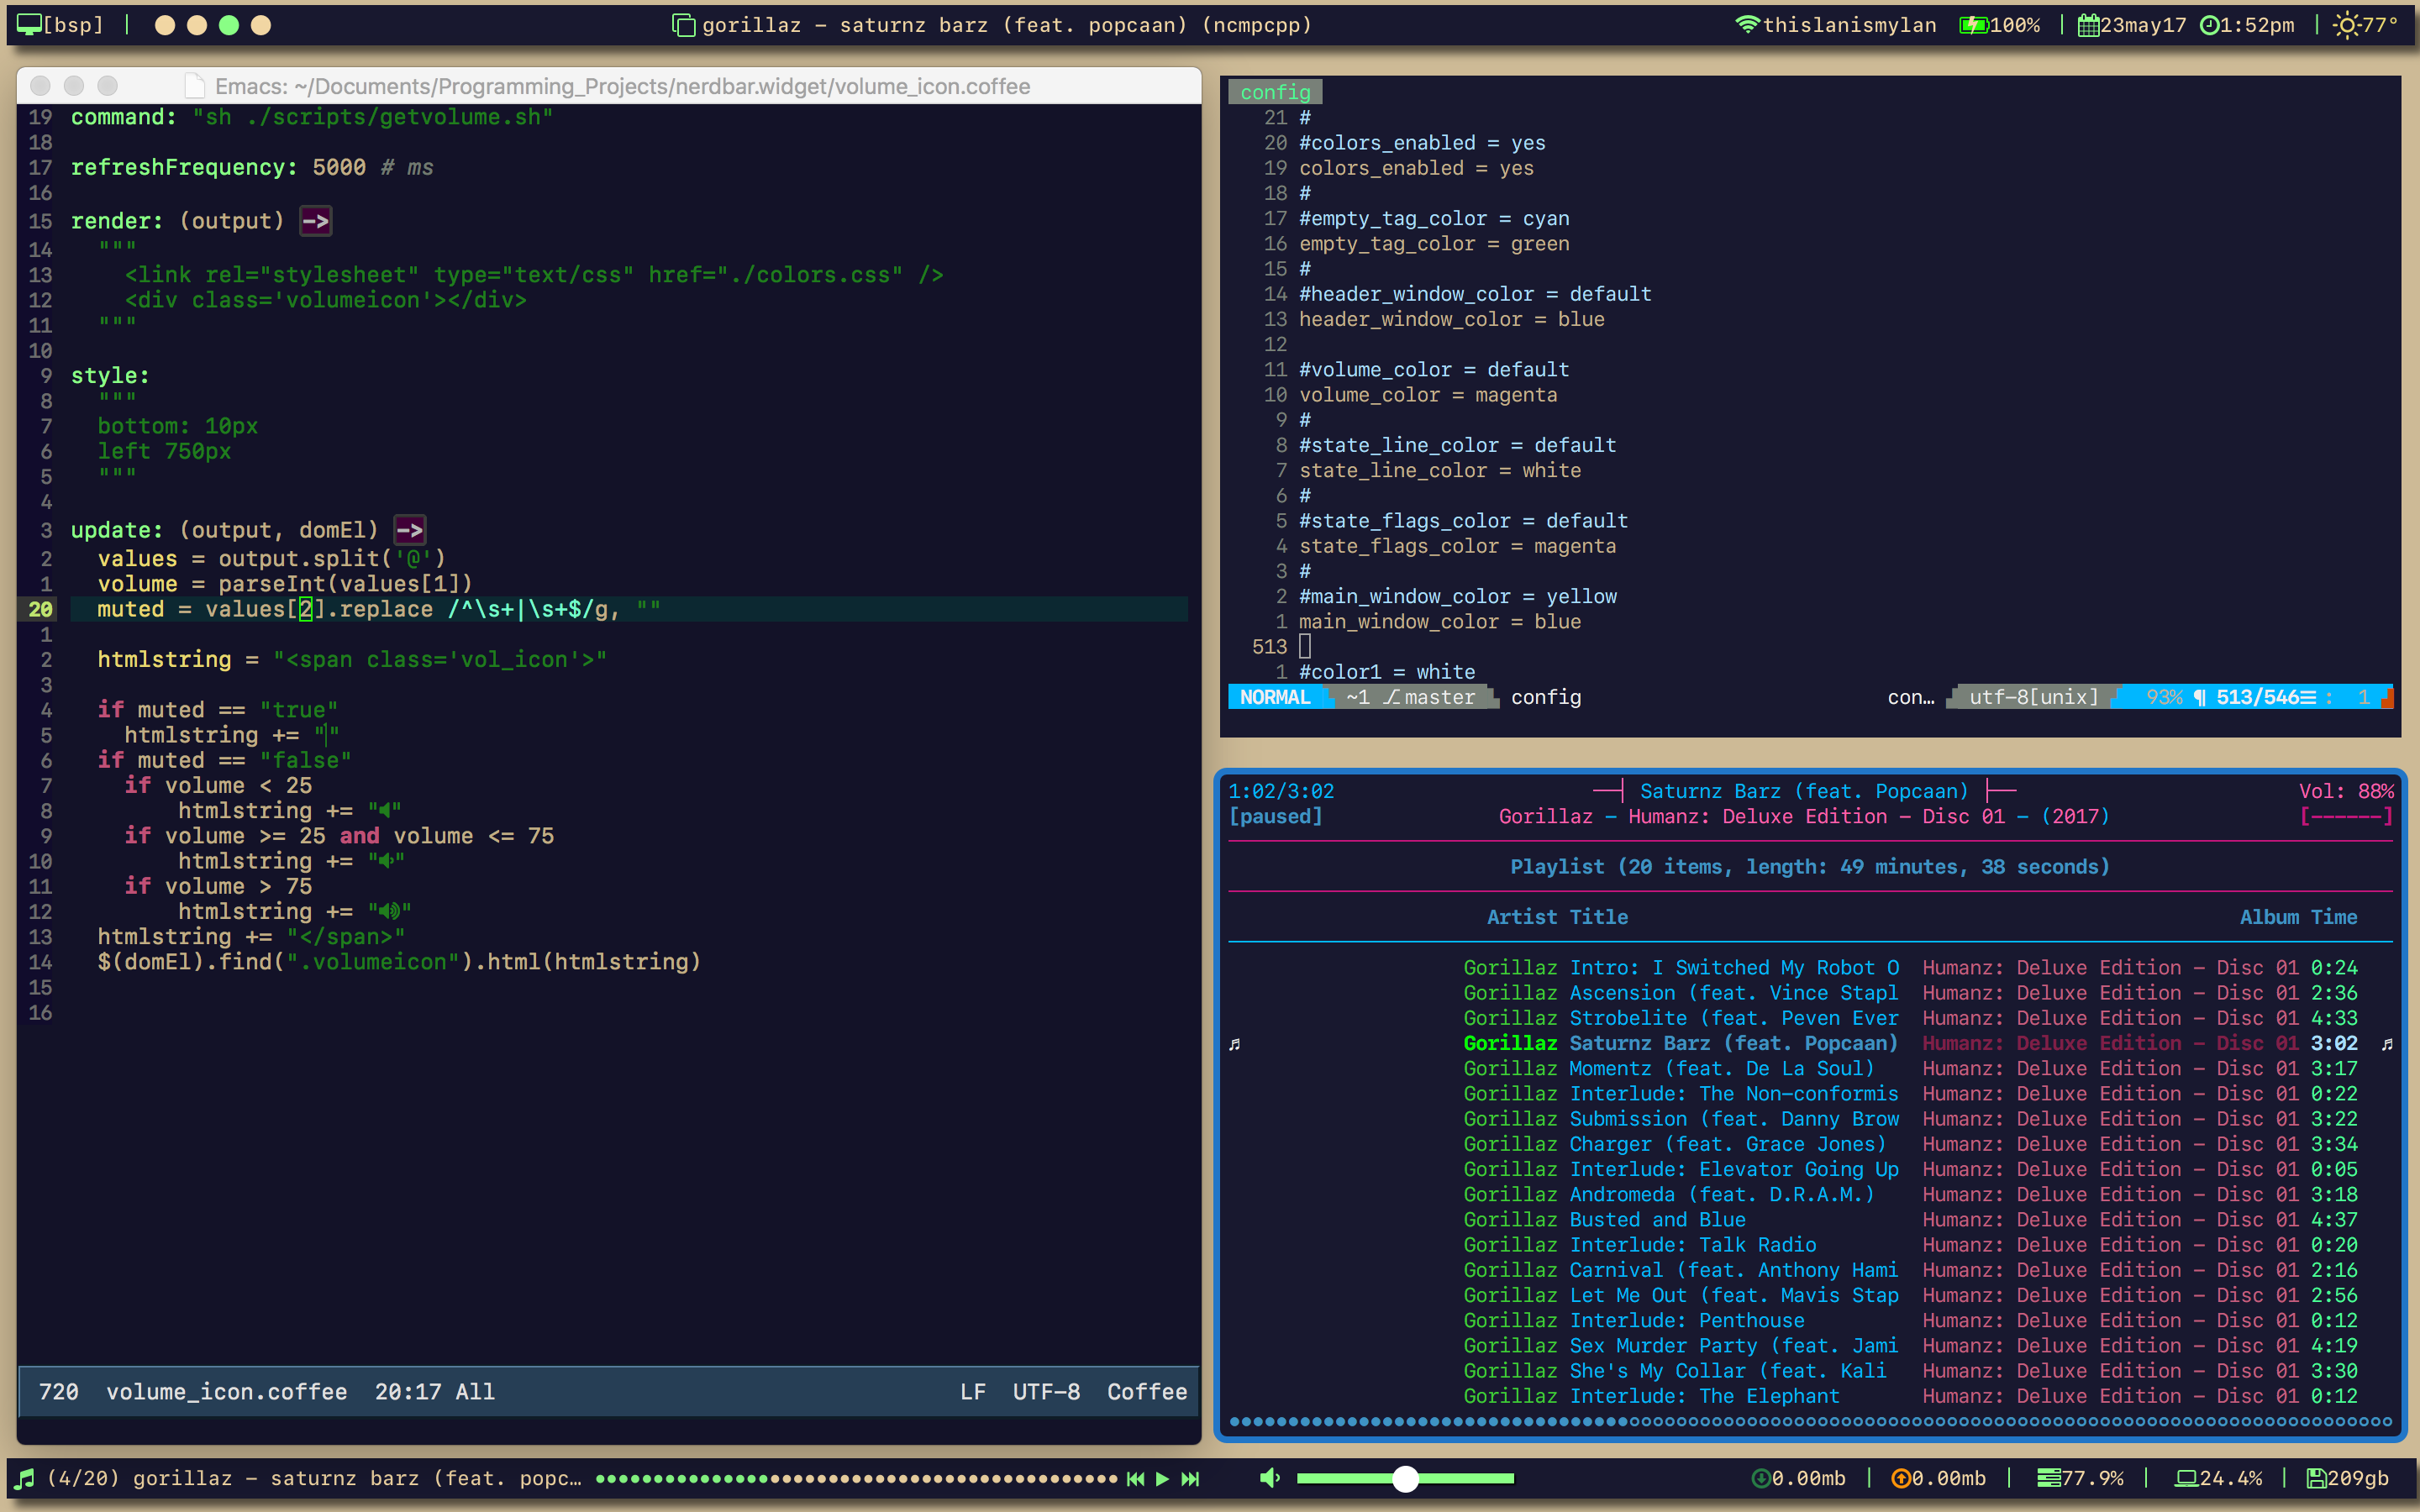 [bsp] |
gorillaz - saturnz barz (feat. popcaan) (ncmpcpp)
thislanismylan 100% | 23may17 1:52pm | 77°
Emacs: ~/Documents/Programming_Projects/nerdbar.widget/volume_icon.coffee
19 command: "sh ./scripts/getvolume.sh"
18
17 refreshFrequency: 5000 # ms
16
15 render: (output) ->
14 """
13 <link rel="stylesheet" type="text/css" href="./colors.css" />
12 <div class='volumeicon'></div>
11 """
10
9 style:
8 """
7 bottom: 10px
6 left 750px
5 """
4
3 update: (output, domEl) ->
2 values = output.split('@')
1 volume = parseInt(values[1])
20 muted = values[2].replace /^\s+|\s+$/g, ""
1
2 htmlstring = "<span class='vol_icon'>"
3
4 if muted == "true"
5 htmlstring += ""
6 if muted == "false"
7 if volume < 25
8 htmlstring += ""
9 if volume >= 25 and volume <= 75
10 htmlstring += ""
11 if volume > 75
12 htmlstring += ""
13 htmlstring += "</span>"
14 $(domEl).find(".volumeicon").html(htmlstring)
15
16
720 volume_icon.coffee 20:17 All LF UTF-8 Coffee
config
21 #
20 #colors_enabled = yes
19 colors_enabled = yes
18 #
17 #empty_tag_color = cyan
16 empty_tag_color = green
15 #
14 #header_window_color = default
13 header_window_color = blue
12
11 #volume_color = default
10 volume_color = magenta
9 #
8 #state_line_color = default
7 state_line_color = white
6 #
5 #state_flags_color = default
4 state_flags_color = magenta
3 #
2 #main_window_color = yellow
1 main_window_color = blue
513
1 #color1 = white
NORMAL ~1 master config con… utf-8[unix] 93% ¶ 513/546☰ : 1
1:02/3:02 ──┤ Saturnz Barz (feat. Popcaan) ├── Vol: 88%
[paused] Gorillaz - Humanz: Deluxe Edition - Disc 01 - (2017) [------]
Playlist (20 items, length: 49 minutes, 38 seconds)
Artist Title Album Time
Gorillaz Intro: I Switched My Robot O Humanz: Deluxe Edition - Disc 01 0:24
Gorillaz Ascension (feat. Vince Stapl Humanz: Deluxe Edition - Disc 01 2:36
Gorillaz Strobelite (feat. Peven Ever Humanz: Deluxe Edition - Disc 01 4:33
♬ Gorillaz Saturnz Barz (feat. Popcaan) Humanz: Deluxe Edition - Disc 01 3:02 ♬
Gorillaz Momentz (feat. De La Soul) Humanz: Deluxe Edition - Disc 01 3:17
Gorillaz Interlude: The Non-conformis Humanz: Deluxe Edition - Disc 01 0:22
Gorillaz Submission (feat. Danny Brow Humanz: Deluxe Edition - Disc 01 3:22
Gorillaz Charger (feat. Grace Jones) Humanz: Deluxe Edition - Disc 01 3:34
Gorillaz Interlude: Elevator Going Up Humanz: Deluxe Edition - Disc 01 0:05
Gorillaz Andromeda (feat. D.R.A.M.) Humanz: Deluxe Edition - Disc 01 3:18
Gorillaz Busted and Blue Humanz: Deluxe Edition - Disc 01 4:37
Gorillaz Interlude: Talk Radio Humanz: Deluxe Edition - Disc 01 0:20
Gorillaz Carnival (feat. Anthony Hami Humanz: Deluxe Edition - Disc 01 2:16
Gorillaz Let Me Out (feat. Mavis Stap Humanz: Deluxe Edition - Disc 01 2:56
Gorillaz Interlude: Penthouse Humanz: Deluxe Edition - Disc 01 0:12
Gorillaz Sex Murder Party (feat. Jami Humanz: Deluxe Edition - Disc 01 4:19
Gorillaz She's My Collar (feat. Kali Humanz: Deluxe Edition - Disc 01 3:30
Gorillaz Interlude: The Elephant Humanz: Deluxe Edition - Disc 01 0:12
(4/20) gorillaz - saturnz barz (feat. popc…
0.00mb | 0.00mb | 77.9% | 24.4% | 209gb